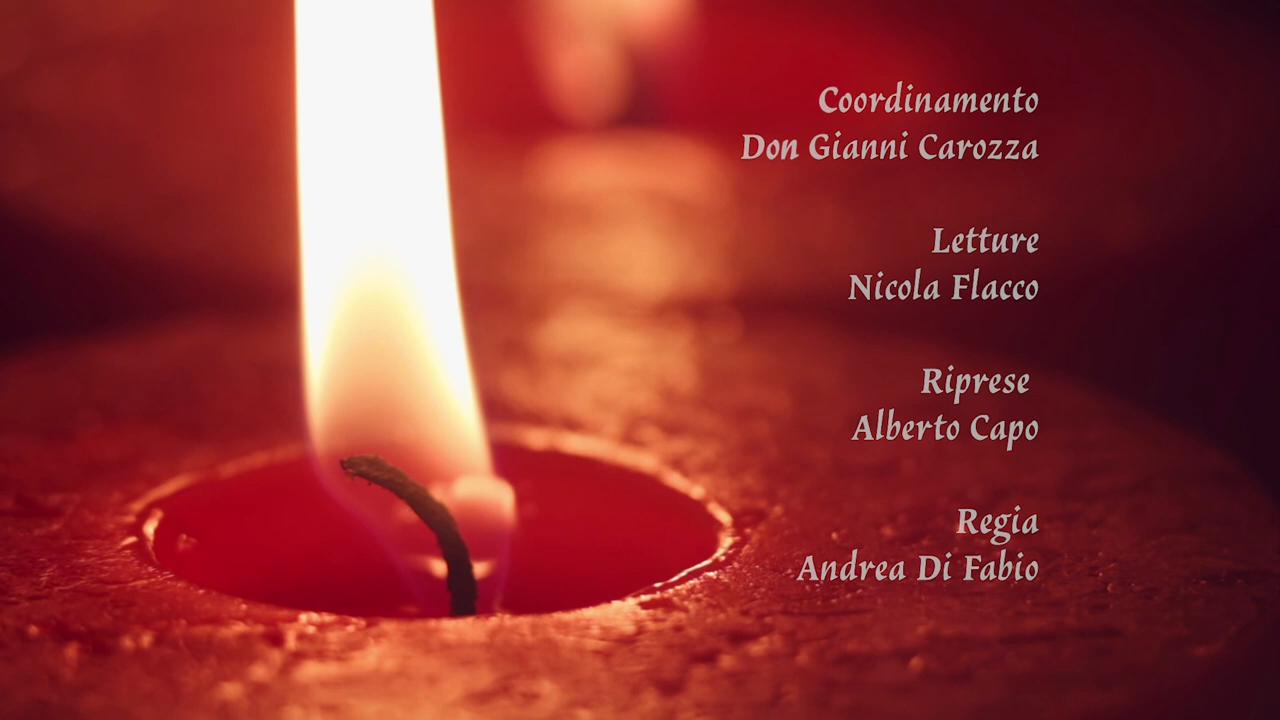 Coordinamento
Don Gianni Carozza
Letture
Nicola Flacco
Riprese
Alberto Capo
Regia
Andrea Di Fabio